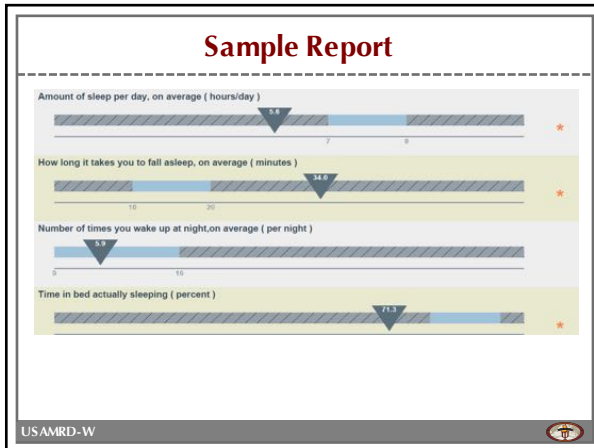 Sample Report
Amount of sleep per day, on average ( hours/day )
5.6
7 9
*
How long it takes you to fall asleep, on average ( minutes )
34.0
10 20
*
Number of times you wake up at night,on average ( per night )
5.9
0 16
Time in bed actually sleeping ( percent )
71.3
*
USAMRD-W